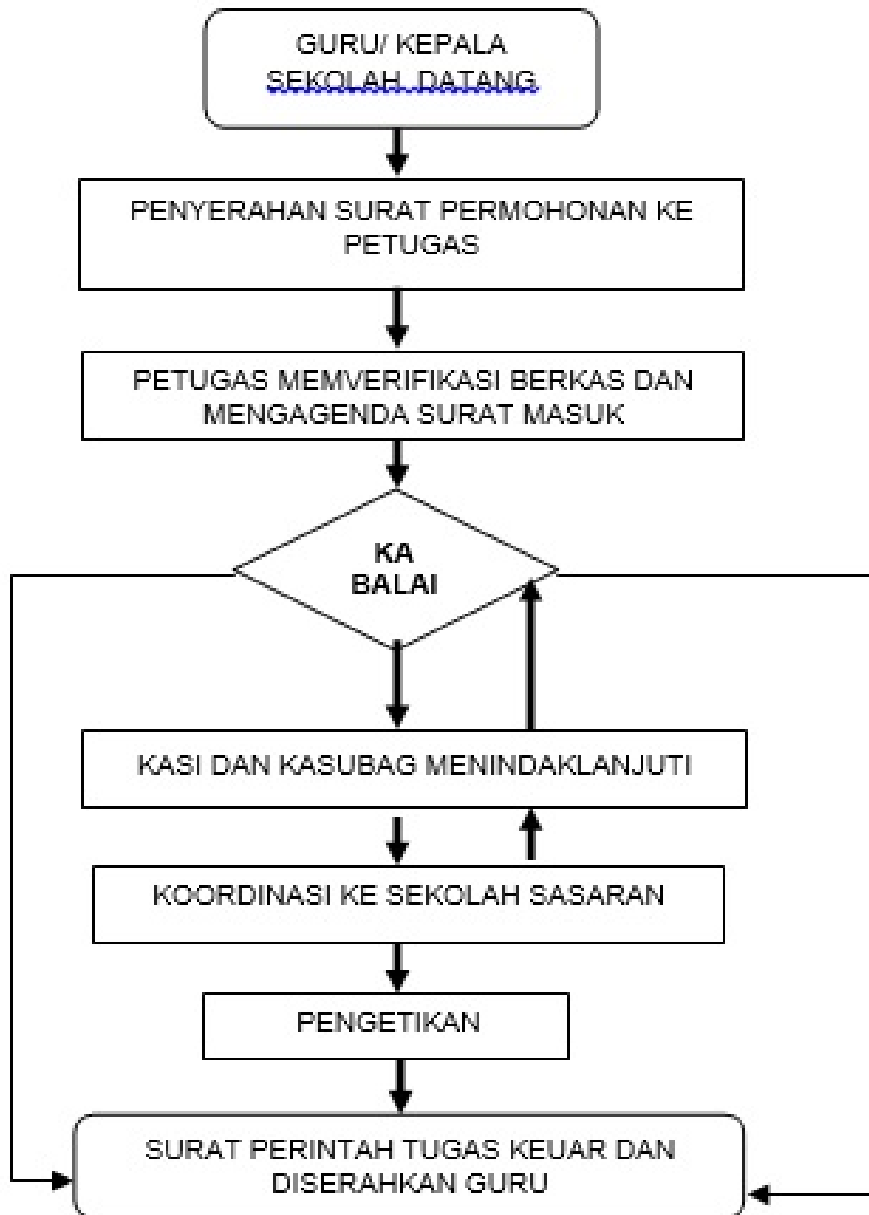 GURU/ KEPALA
SEKOLAH DATANG
PENYERAHAN SURAT PERMOHONAN KE
PETUGAS
PETUGAS MEMVERIFIKASI BERKAS DAN
MENGAGENDA SURAT MASUK
KA
BALAI
KASI DAN KASUBAG MENINDAKLANJUTI
KOORDINASI KE SEKOLAH SASARAN
PENGETIKAN
SURAT PERINTAH TUGAS KEUAR DAN
DISERAHKAN GURU